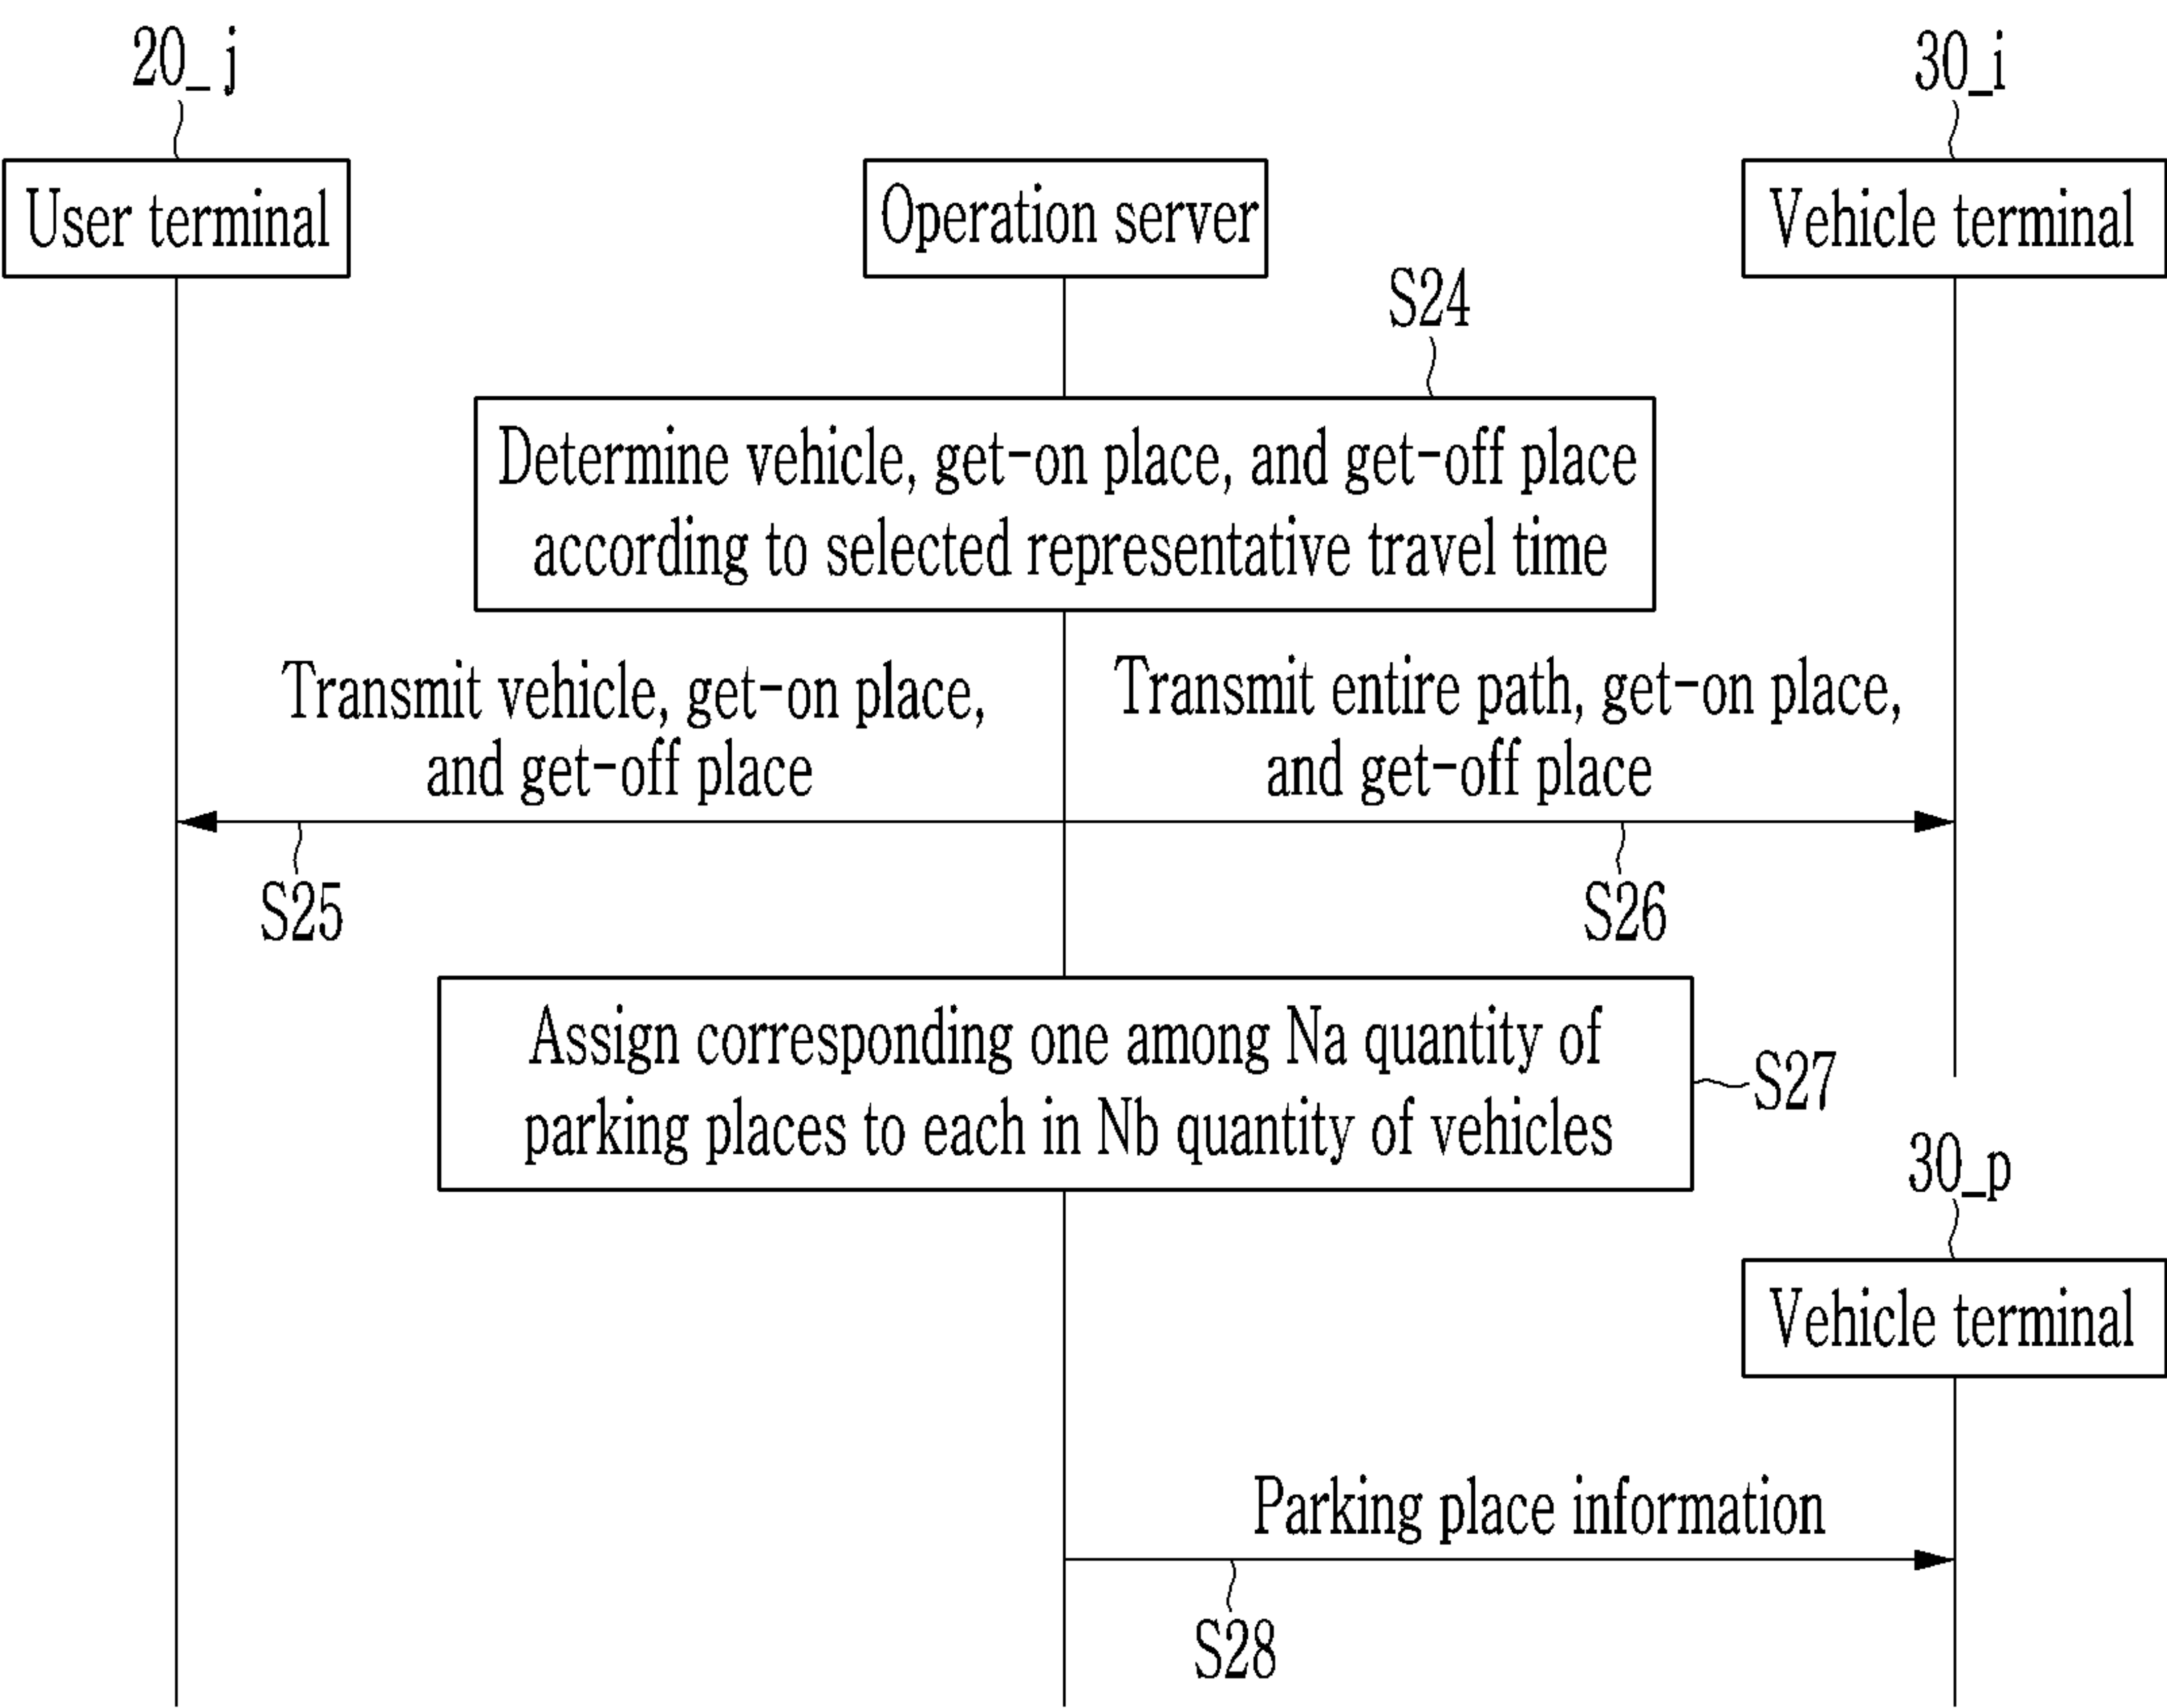 20_j
30_i
User terminal
Operation server
Vehicle terminal
S24
Determine vehicle, get-on place, and get-off place
according to selected representative travel time
Transmit vehicle, get-on place,
and get-off place
Transmit entire path, get-on place,
and get-off place
S25
S26
Assign corresponding one among Na quantity of
parking places to each in Nb quantity of vehicles
S27
30_p
Vehicle terminal
Parking place information
S28